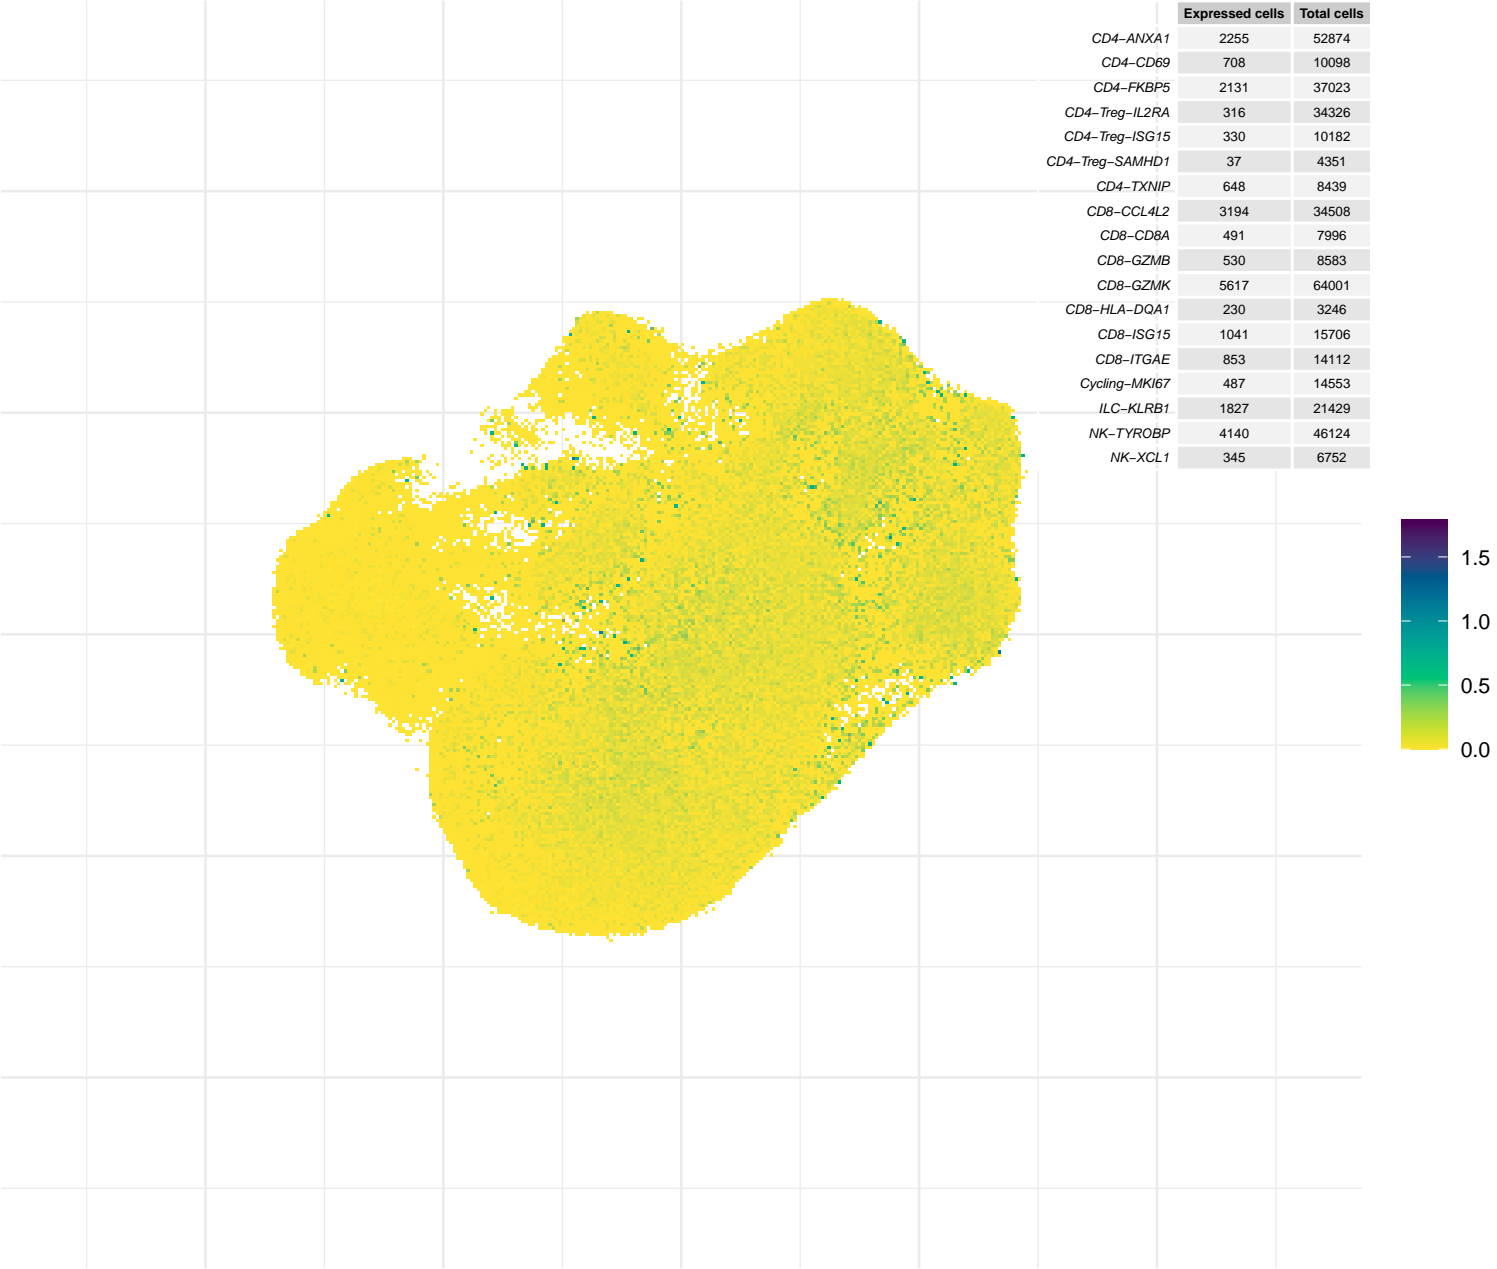 Expressed cells Total cells
CD4−ANXA1 2255 52874
CD4−CD69 708 10098
CD4−FKBP5 2131 37023
CD4−Treg−IL2RA 316 34326
CD4−Treg−ISG15 330 10182
CD4−Treg−SAMHD1 37 4351
CD4−TXNIP 648 8439
CD8−CCL4L2 3194 34508
CD8−CD8A 491 7996
CD8−GZMB 530 8583
CD8−GZMK 5617 64001
CD8−HLA−DQA1 230 3246
CD8−ISG15 1041 15706
CD8−ITGAE 853 14112
Cycling−MKI67 487 14553
ILC−KLRB1 1827 21429
NK−TYROBP 4140 46124
NK−XCL1 345 6752
1.5
1.0
0.5
0.0